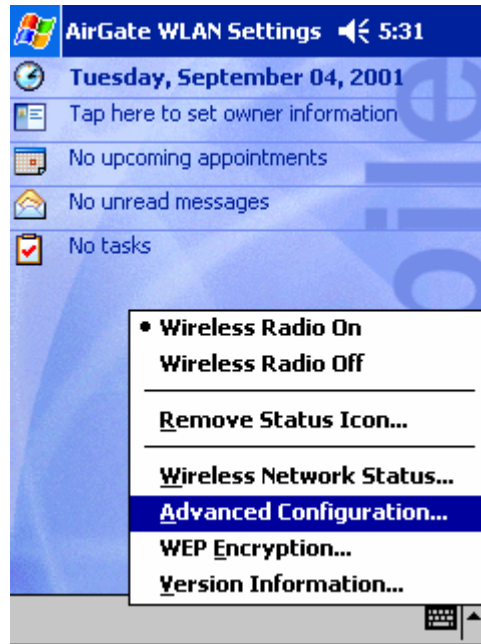 AirGate WLAN Settings 5:31
Tuesday, September 04, 2001
Tap here to set owner information
No upcoming appointments
No unread messages
No tasks
• Wireless Radio On
Wireless Radio Off
Remove Status Icon...
Wireless Network Status...
Advanced Configuration...
WEP Encryption...
Version Information...